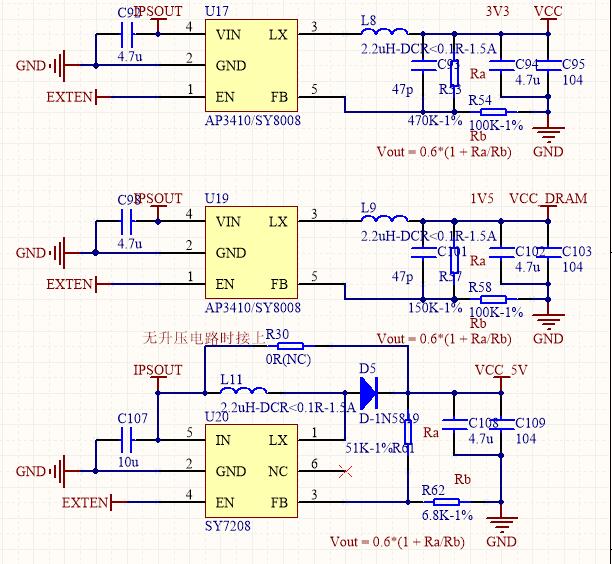 C92
IPSOUT
U17
L8
3V3
VCC
4
VIN
LX
3
2.2uH-DCR<0.1R-1.5A
4.7u
GND
2
GND
C93
R53
Ra
C94
4.7u
C95
104
EXTEN
1
EN
FB
5
47p
R54
AP3410/SY8008
470K-1%
100K-1%
Rb
Vout = 0.6*(1 + Ra/Rb)
GND
C98
IPSOUT
U19
L9
1V5
VCC_DRAM
4
VIN
LX
3
2.2uH-DCR<0.1R-1.5A
4.7u
GND
2
GND
C101
R57
Ra
C102
4.7u
C103
104
EXTEN
1
EN
FB
5
47p
R58
AP3410/SY8008
150K-1%
100K-1%
Rb
Vout = 0.6*(1 + Ra/Rb)
GND
无升压电路时接上
R30
0R(NC)
IPSOUT
L11
D5
VCC_5V
2.2uH-DCR<0.1R-1.5A
D-1N5819
C107
U20
10u
5
IN
LX
1
51K-1%
R61
Ra
C108
4.7u
C109
104
GND
2
GND
NC
6
Rb
EXTEN
4
EN
FB
3
R62
6.8K-1%
SY7208
Vout = 0.6*(1 + Ra/Rb)
GND